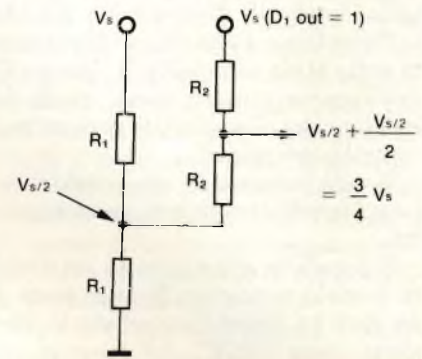 Vs
Vs (D1 out = 1)
R2
R1
Vs/2 + Vs/2 / 2
R2
Vs/2
= 3/4 Vs
R1